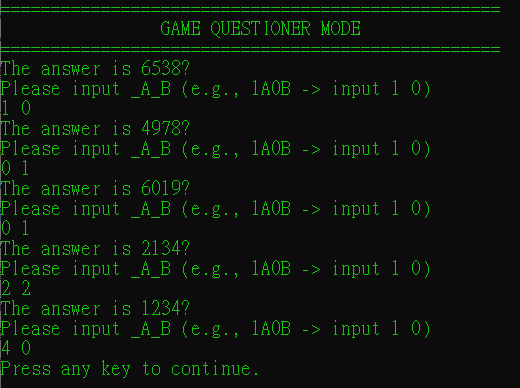 ==================================================
GAME QUESTIONER MODE
==================================================
The answer is 6538?
Please input _A_B (e.g., 1A0B -> input 1 0)
1 0
The answer is 4978?
Please input _A_B (e.g., 1A0B -> input 1 0)
0 1
The answer is 6019?
Please input _A_B (e.g., 1A0B -> input 1 0)
0 1
The answer is 2134?
Please input _A_B (e.g., 1A0B -> input 1 0)
2 2
The answer is 1234?
Please input _A_B (e.g., 1A0B -> input 1 0)
4 0
Press any key to continue.